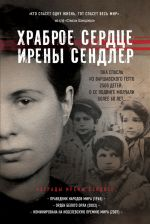 «КТО СПАСЕТ ОДНУ ЖИЗНЬ, ТОТ СПАСЕТ ВЕСЬ МИР»
ХРАБРОЕ СЕРДЦЕ
ИРЕНЫ СЕНДЛЕР
ОНА СПАСЛА
ИЗ ВАРШАВСКОГО ГЕТТО
2500 ДЕТЕЙ,
О ЕЕ ПОДВИГЕ МОЛЧАЛИ
БОЛЕЕ 60 ЛЕТ...
НАГРАДЫ ИРЕНЫ СЕНДЛЕР:
ПРАВЕДНИК НАРОДОВ МИРА (1965)
ОРДЕН БЕЛОГО ОРЛА (2003)
НОМИНИРОВАНА НА НОБЕЛЕВСКУЮ ПРЕМИЮ МИРА (2007)